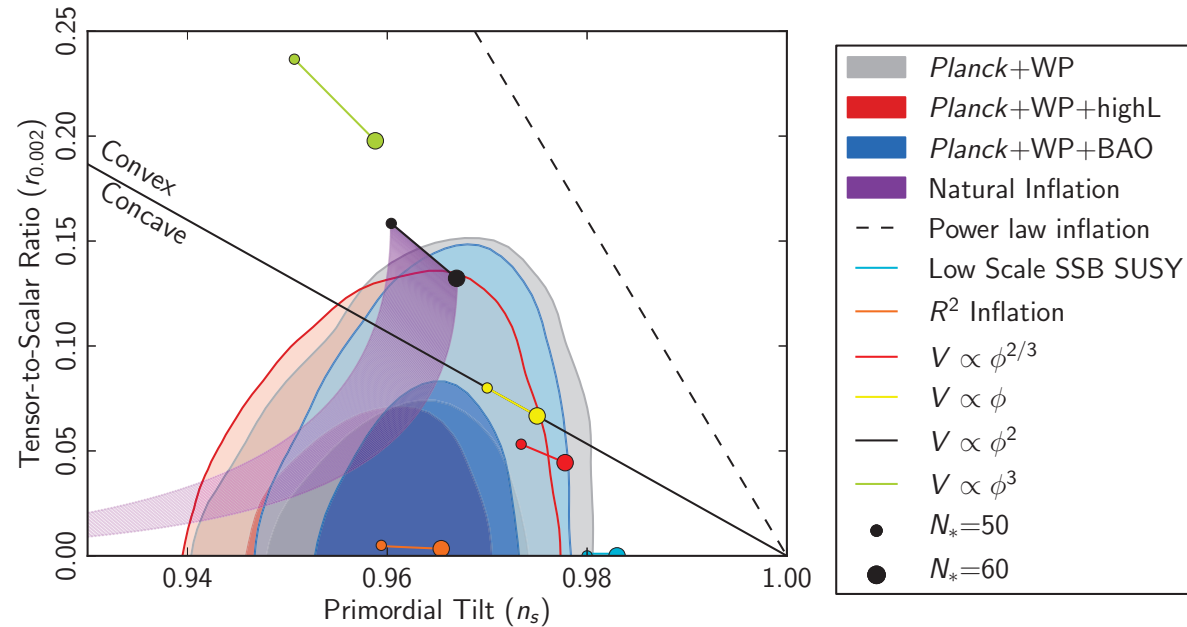 Tensor-to-Scalar Ratio (r0.002)
0.25
0.20
0.15
0.10
0.05
0.00
Convex
Concave
0.94
0.96
0.98
1.00
Primordial Tilt (ns)
Planck+WP
Planck+WP+highL
Planck+WP+BAO
Natural Inflation
Power law inflation
Low Scale SSB SUSY
R² Inflation
V ∝ ϕ^{2/3}
V ∝ ϕ
V ∝ ϕ²
V ∝ ϕ³
N*=50
N*=60